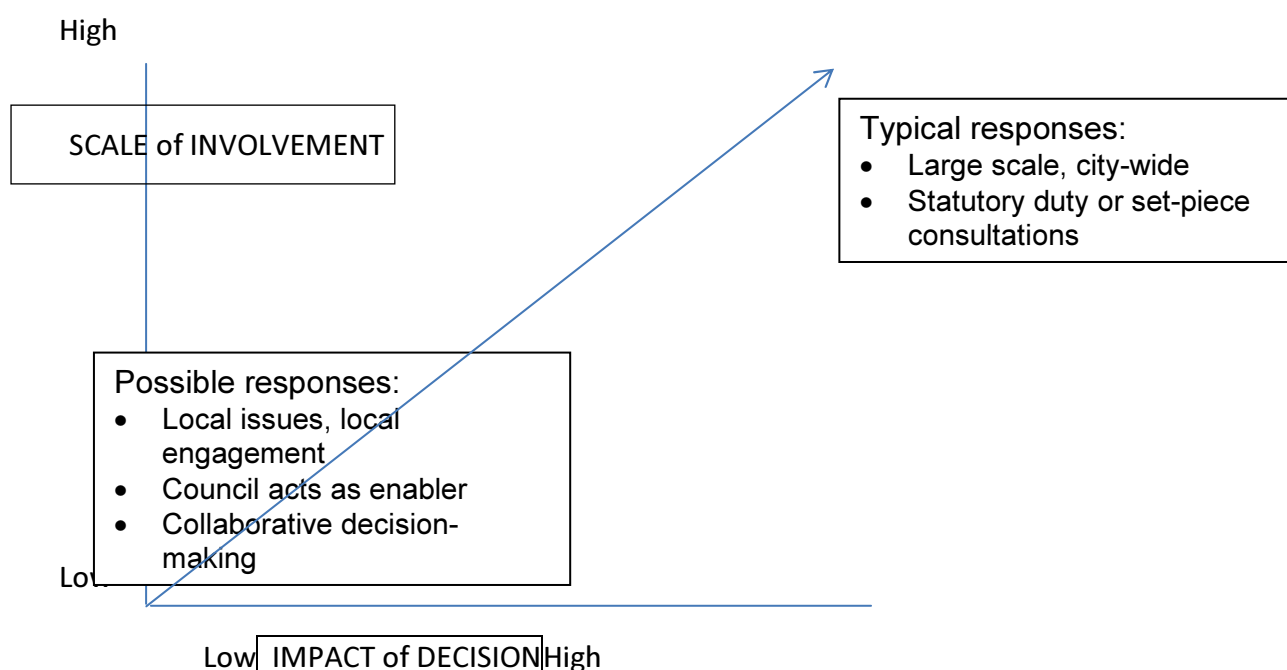 High
SCALE of INVOLVEMENT
Typical responses:
• Large scale, city-wide
• Statutory duty or set-piece
consultations
Possible responses:
• Local issues, local
engagement
• Council acts as enabler
• Collaborative decision-
making
Low
Low IMPACT of DECISION High